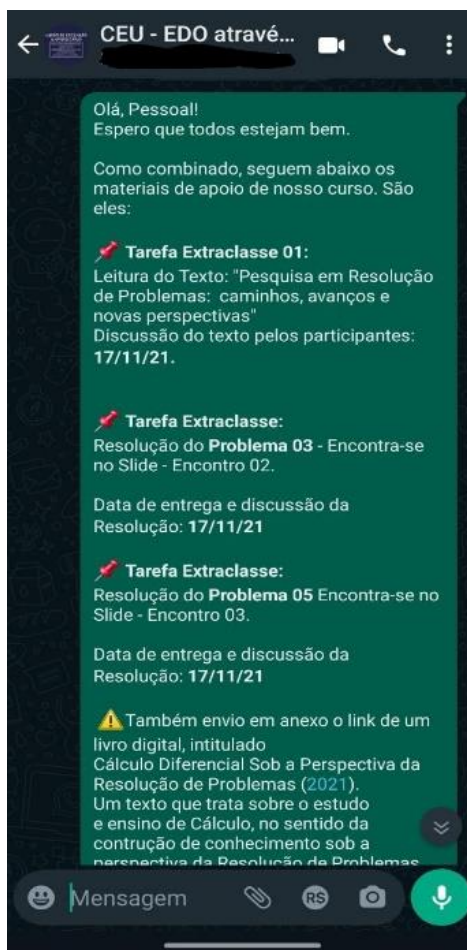 CEU - EDO atravé...
Olá, Pessoal!
Espero que todos estejam bem.
Como combinado, seguem abaixo os
materiais de apoio de nosso curso. São
eles:
Tarefa Extraclasse 01:
Leitura do Texto: "Pesquisa em Resolução
de Problemas: caminhos, avanços e
novas perspectivas"
Discussão do texto pelos participantes:
17/11/21.
Tarefa Extraclasse:
Resolução do Problema 03 - Encontra-se
no Slide - Encontro 02.
Data de entrega e discussão da
Resolução: 17/11/21
Tarefa Extraclasse:
Resolução do Problema 05 Encontra-se no
Slide - Encontro 03.
Data de entrega e discussão da
Resolução: 17/11/21
Também envio em anexo o link de um
livro digital, intitulado
Cálculo Diferencial Sob a Perspectiva da
Resolução de Problemas (2021).
Um texto que trata sobre o estudo
e ensino de Cálculo, no sentido da
contrução de conhecimento sob a
perspectiva da Resolução de Problemas
Mensagem
RS